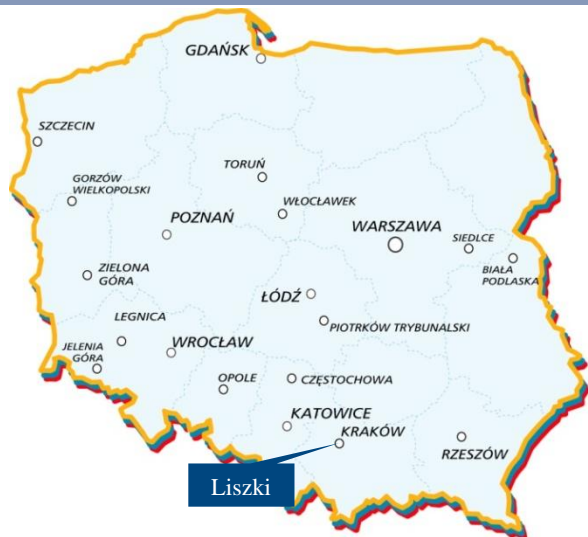 GDAŃSK
SZCZECIN
GORZÓW
WIELKOPOLSKI
TORUŃ
WŁOCŁAWEK
POZNAŃ
WARSZAWA
SIEDLCE
BIAŁA
PODLASKA
ZIELONA
GÓRA
ŁÓDŹ
LEGNICA
PIOTRKÓW TRYBUNALSKI
JELENIA
GÓRA
WROCŁAW
OPOLE
CZĘSTOCHOWA
KATOWICE
KRAKÓW
RZESZÓW
Liszki